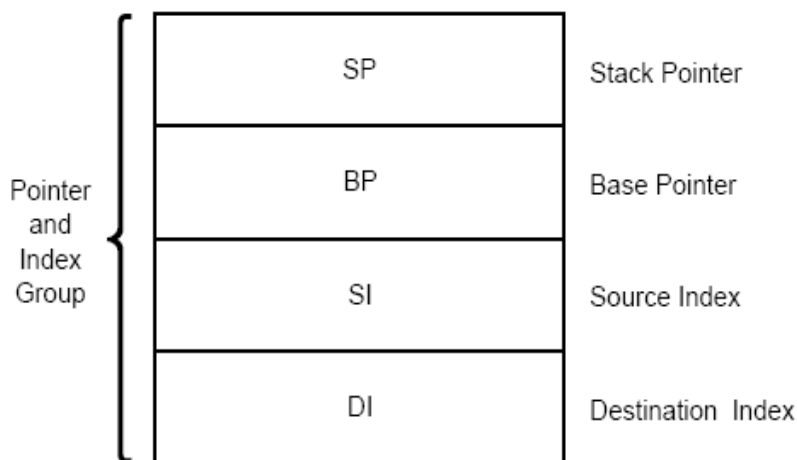 SP
Stack Pointer
BP
Base Pointer
Pointer
and
Index
Group
SI
Source Index
DI
Destination Index